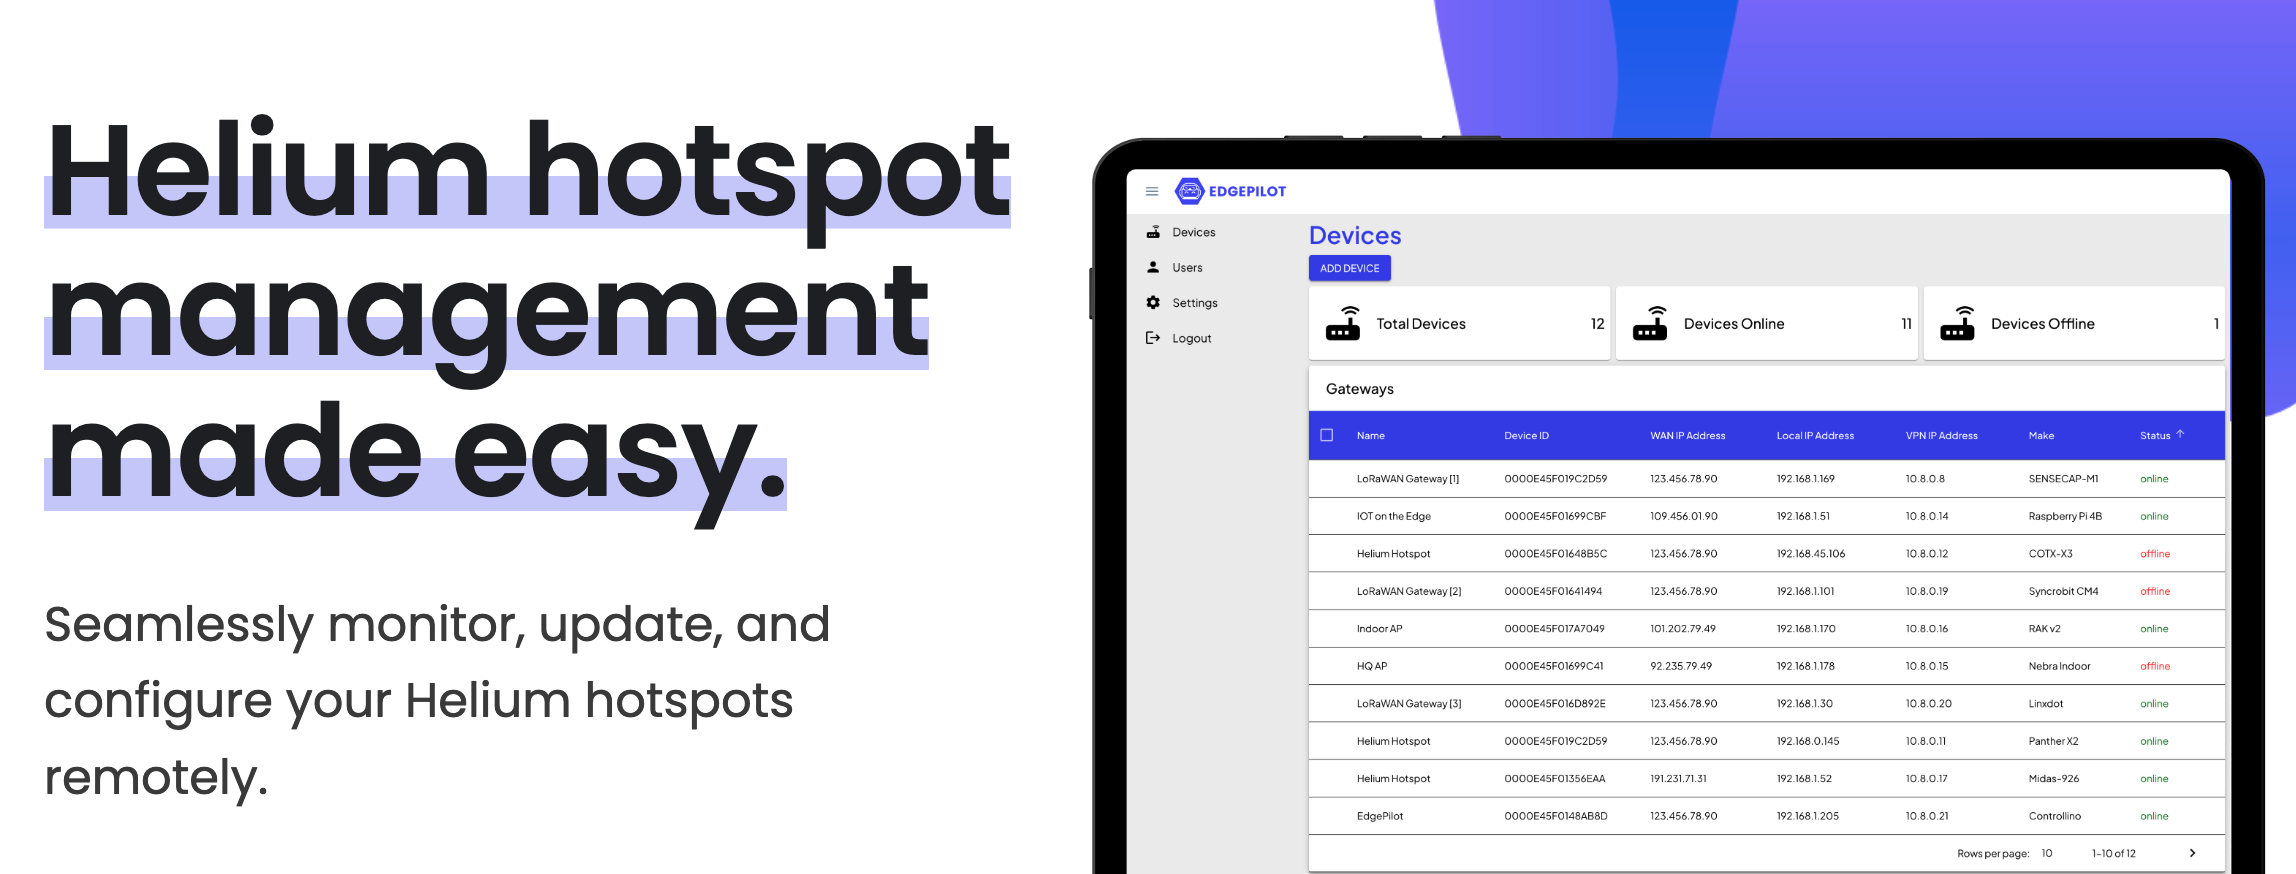 Helium hotspot
management
made easy.
Seamlessly monitor, update, and
configure your Helium hotspots
remotely.
EDGEPILOT
Devices
Users
Settings
Logout
Devices
ADD DEVICE
Total Devices 12
Devices Online 11
Devices Offline 1
Gateways
Name Device ID WAN IP Address Local IP Address VPN IP Address Make Status
LoRaWAN Gateway [1] 0000E45F019C2D59 123.456.78.90 192.168.1.169 10.8.0.8 SENSECAP-M1 online
IOT on the Edge 0000E45F01699CBF 109.456.01.90 192.168.1.51 10.8.0.14 Raspberry Pi 4B online
Helium Hotspot 0000E45F01648B5C 123.456.78.90 192.168.45.106 10.8.0.12 COTX-X3 offline
LoRaWAN Gateway [2] 0000E45F01641494 123.456.78.90 192.168.1.101 10.8.0.19 Syncrobit CM4 offline
Indoor AP 0000E45F017A7049 101.202.79.49 192.168.1.170 10.8.0.16 RAK v2 online
HQ AP 0000E45F01699C41 92.235.79.49 192.168.1.178 10.8.0.15 Nebra Indoor offline
LoRaWAN Gateway [3] 0000E45F016D892E 123.456.78.90 192.168.1.30 10.8.0.20 Linxdot online
Helium Hotspot 0000E45F019C2D59 123.456.78.90 192.168.0.145 10.8.0.11 Panther X2 online
Helium Hotspot 0000E45F01356EAA 191.231.71.31 192.168.1.52 10.8.0.17 Midas-926 online
EdgePilot 0000E45F0148AB8D 123.456.78.90 192.168.1.205 10.8.0.21 Controllino online
Rows per page: 10 1–10 of 12